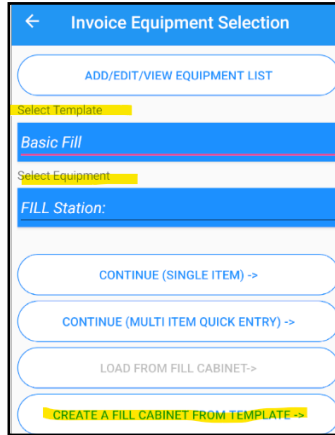 ← Invoice Equipment Selection
ADD/EDIT/VIEW EQUIPMENT LIST
Select Template
Basic Fill
Select Equipment
FILL Station:
CONTINUE (SINGLE ITEM) ->
CONTINUE (MULTI ITEM QUICK ENTRY) ->
LOAD FROM FILL CABINET->
CREATE A FILL CABINET FROM TEMPLATE ->